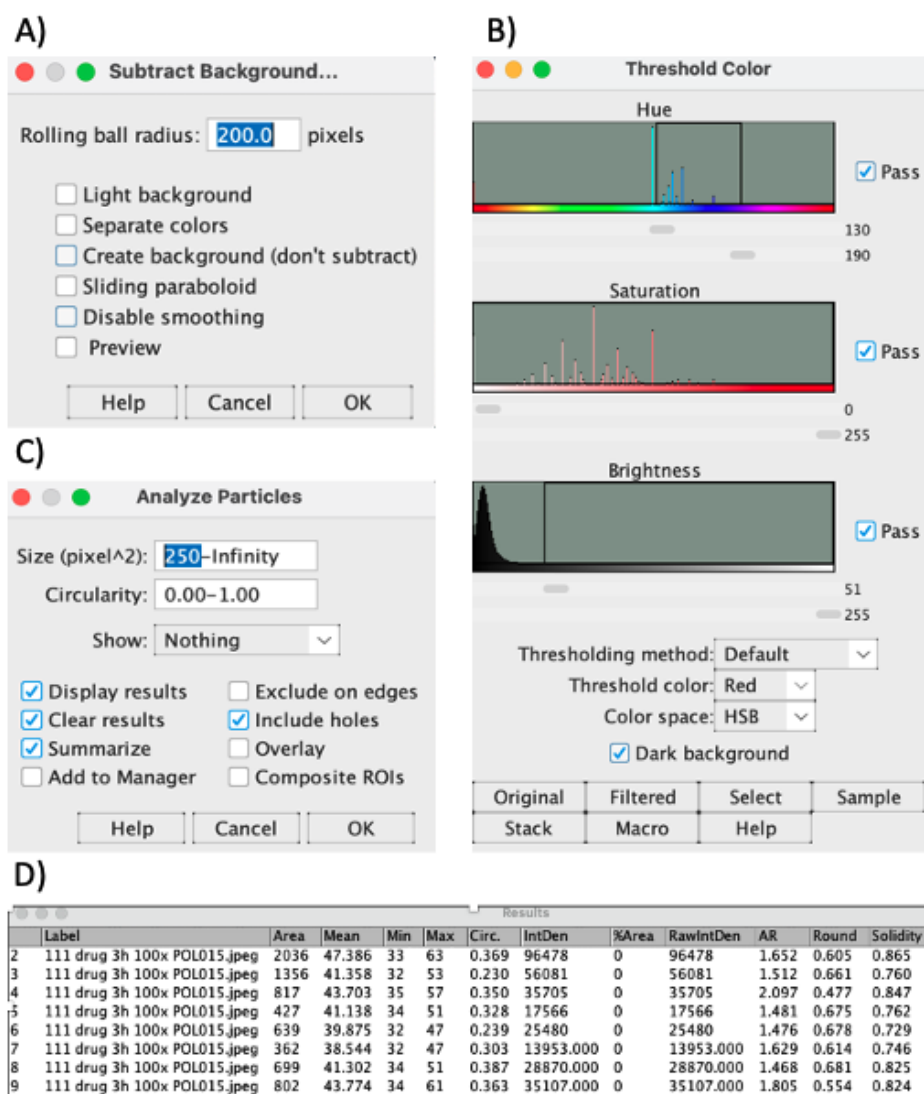 A)
Subtract Background...
Rolling ball radius: 200.0 pixels
Light background
Separate colors
Create background (don't subtract)
Sliding paraboloid
Disable smoothing
Preview
Help Cancel OK
B)
Threshold Color
Hue
Pass
130
190
Saturation
Pass
0
255
Brightness
Pass
51
255
Thresholding method: Default
Threshold color: Red
Color space: HSB
Dark background
Original Filtered Select Sample
Stack Macro Help
C)
Analyze Particles
Size (pixel^2): 250-Infinity
Circularity: 0.00-1.00
Show: Nothing
Display results Exclude on edges
Clear results Include holes
Summarize Overlay
Add to Manager Composite ROIs
Help Cancel OK
D)
Results
Label Area Mean Min Max Circ. IntDen %Area RawIntDen AR Round Solidity
2 111 drug 3h 100x POL015.jpeg 2036 47.386 33 63 0.369 96478 0 96478 1.652 0.605 0.865
3 111 drug 3h 100x POL015.jpeg 1356 41.358 32 53 0.230 56081 0 56081 1.512 0.661 0.760
4 111 drug 3h 100x POL015.jpeg 817 43.703 35 57 0.350 35705 0 35705 2.097 0.477 0.847
5 111 drug 3h 100x POL015.jpeg 427 41.138 34 51 0.328 17566 0 17566 1.481 0.675 0.762
6 111 drug 3h 100x POL015.jpeg 639 39.875 32 47 0.239 25480 0 25480 1.476 0.678 0.729
7 111 drug 3h 100x POL015.jpeg 362 38.544 32 47 0.303 13953.000 0 13953.000 1.629 0.614 0.746
8 111 drug 3h 100x POL015.jpeg 699 41.302 34 51 0.387 28870.000 0 28870.000 1.468 0.681 0.825
9 111 drug 3h 100x POL015.jpeg 802 43.774 34 61 0.363 35107.000 0 35107.000 1.805 0.554 0.824